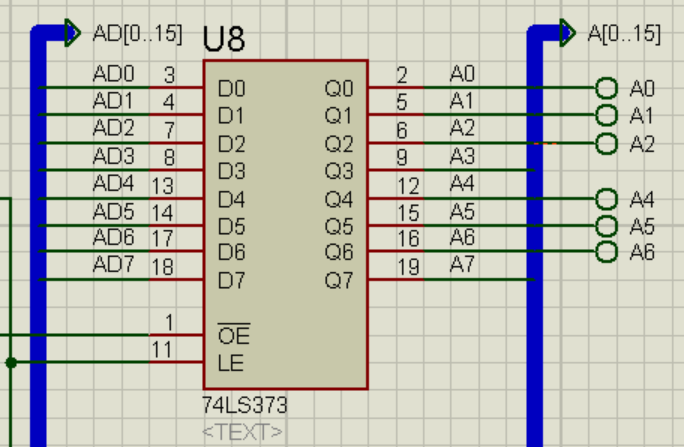 AD[0..15] U8 A[0..15]
AD0 3 D0 Q0 2 A0 A0
AD1 4 D1 Q1 5 A1 A1
AD2 7 D2 Q2 6 A2 A2
AD3 8 D3 Q3 9 A3
AD4 13 D4 Q4 12 A4 A4
AD5 14 D5 Q5 15 A5 A5
AD6 17 D6 Q6 16 A6 A6
AD7 18 D7 Q7 19 A7
1 OE
11 LE
74LS373
<TEXT>